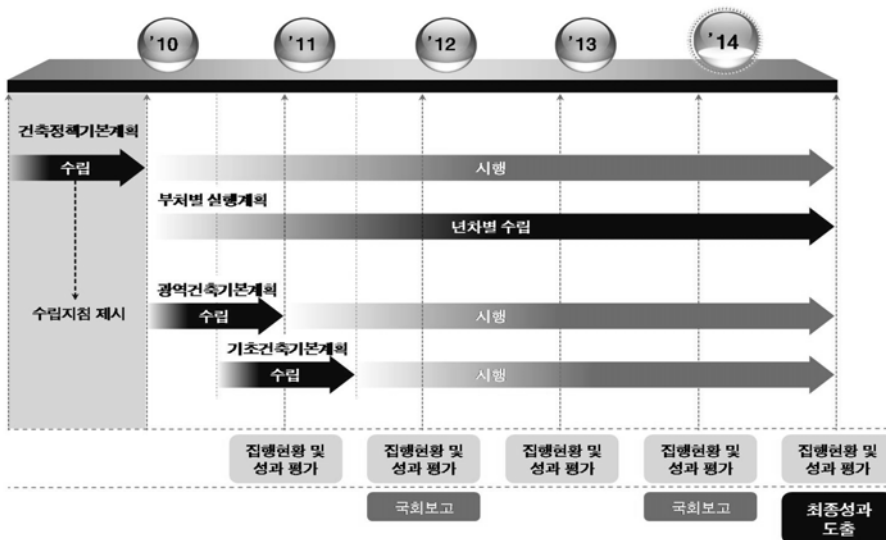 '10
'11
'12
'13
'14
건축정책기본계획
수립
시행
부처별 실행계획
년차별 수립
수립지점 제시
광역건축기본계획
수립
시행
기초건축기본계획
수립
시행
집행현황 및
성과 평가
집행현황 및
성과 평가
집행현황 및
성과 평가
집행현황 및
성과 평가
집행현황 및
성과 평가
국회보고
국회보고
최종성과
도출